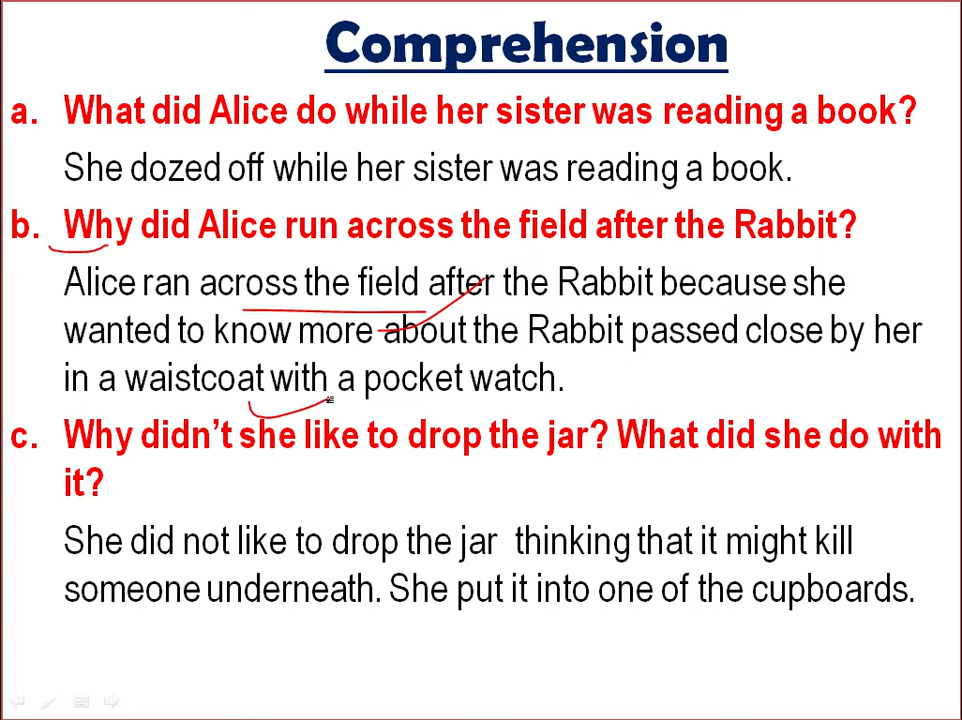 Comprehension
a. What did Alice do while her sister was reading a book?
She dozed off while her sister was reading a book.
b. Why did Alice run across the field after the Rabbit?
Alice ran across the field after the Rabbit because she
wanted to know more about the Rabbit passed close by her
in a waistcoat with a pocket watch.
c. Why didn’t she like to drop the jar? What did she do with
it?
She did not like to drop the jar thinking that it might kill
someone underneath. She put it into one of the cupboards.